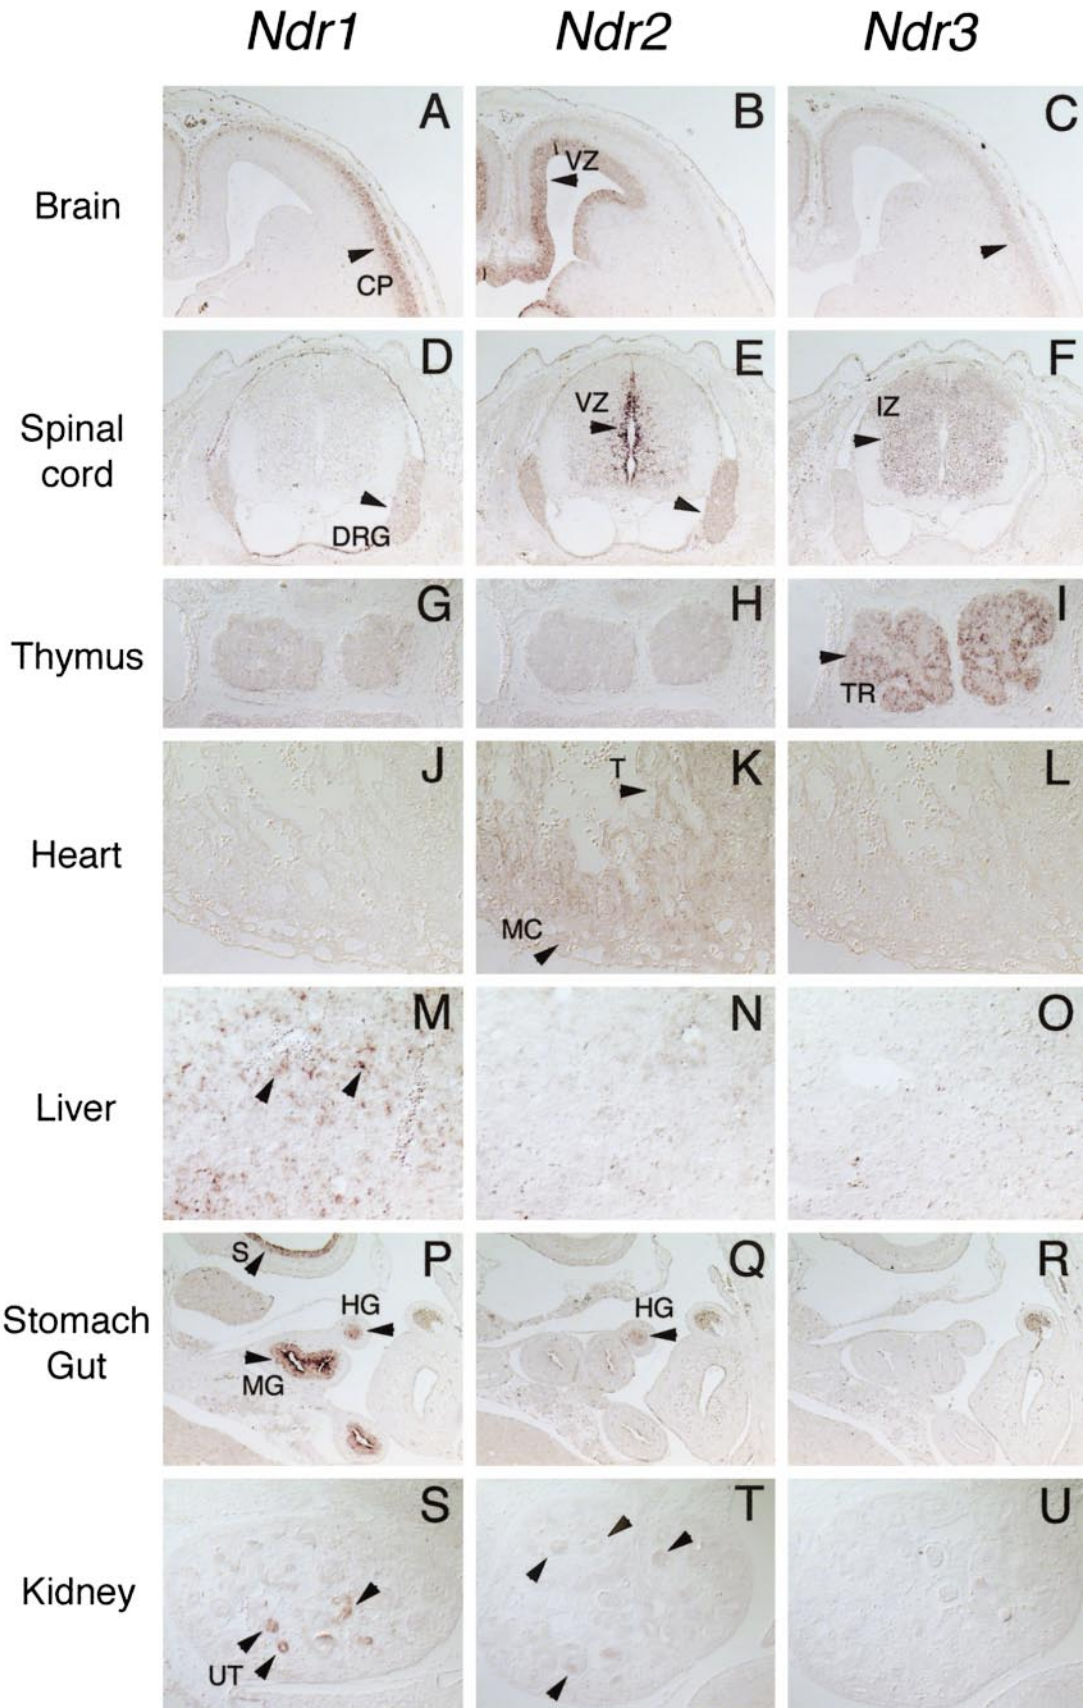 Ndr1 Ndr2 Ndr3
Brain
A
CP
B
VZ
C
Spinal
cord
D
DRG
E
VZ
F
IZ
Thymus
G
H
I
TR
Heart
J
K
T
MC
L
Liver
M
N
O
Stomach
Gut
P
S
HG
MG
Q
HG
R
Kidney
S
UT
T
U